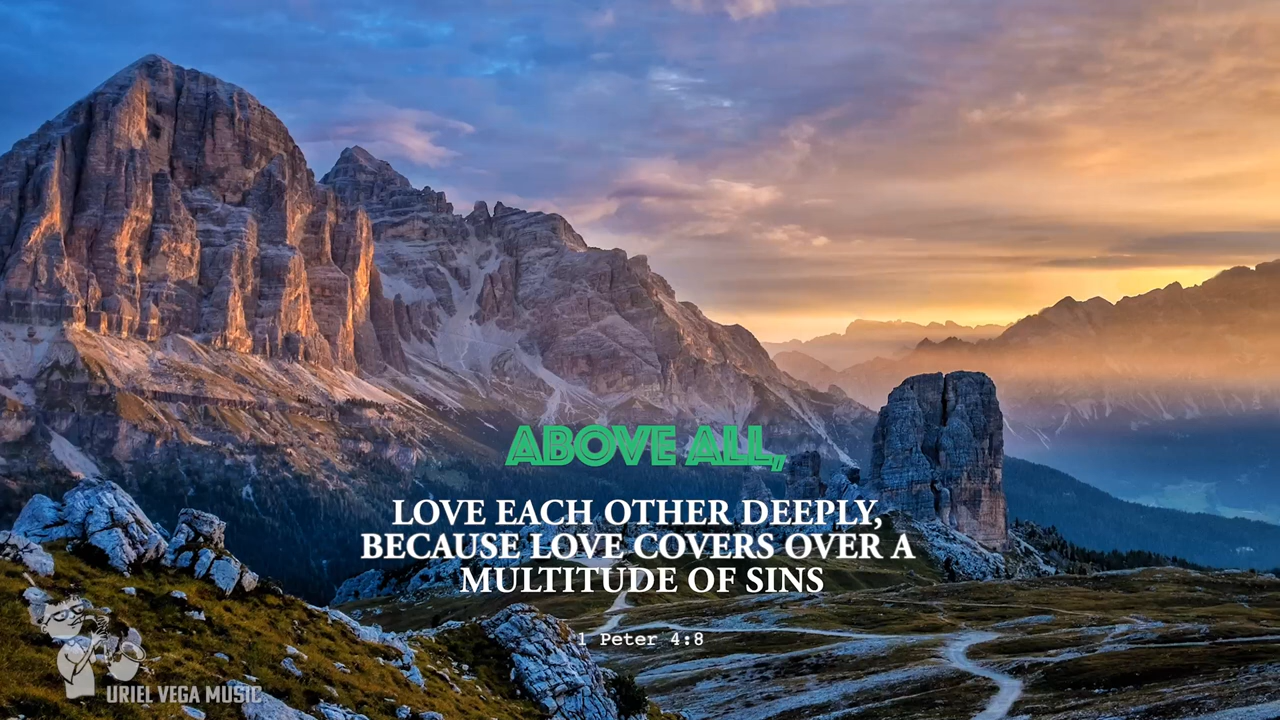 ABOVE ALL,
LOVE EACH OTHER DEEPLY,
BECAUSE LOVE COVERS OVER A
MULTITUDE OF SINS
1 Peter 4:8
URIEL VEGA MUSIC